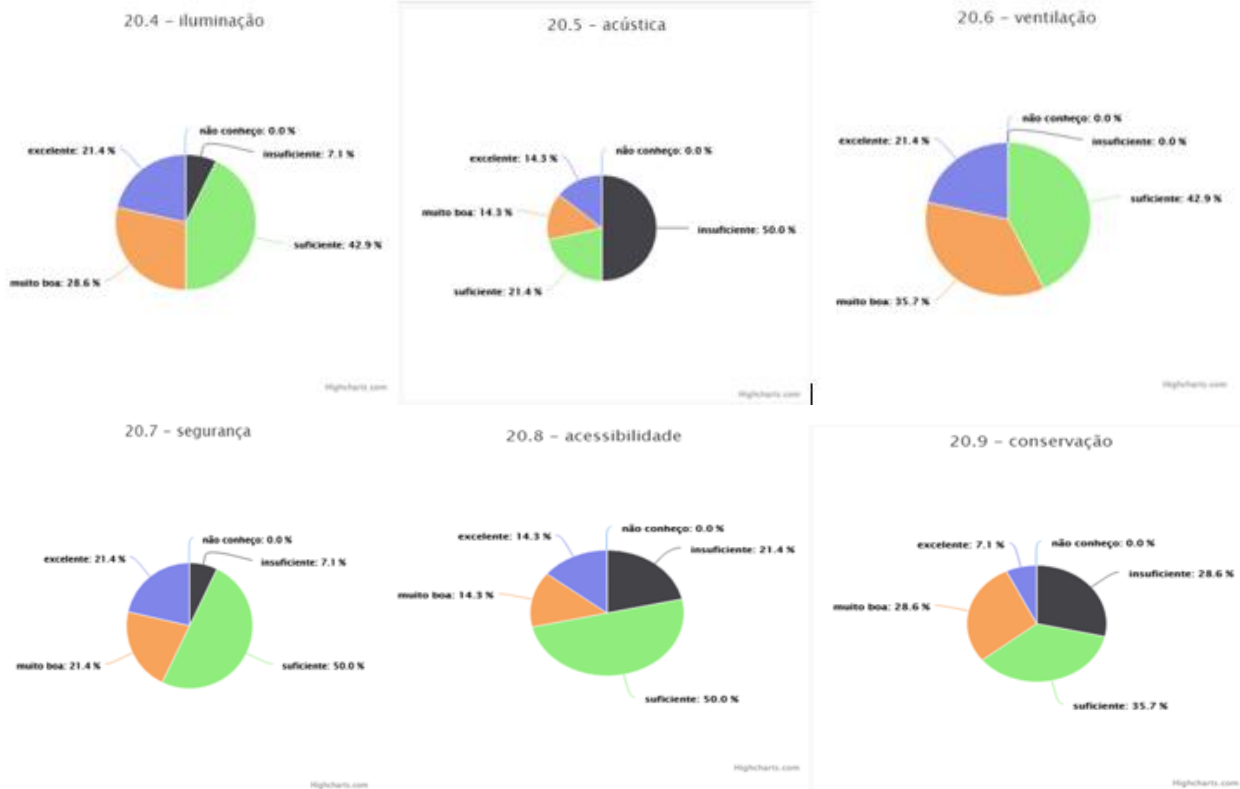 20.4 – iluminação
não conheço: 0.0 %
insuficiente: 7.1 %
excelente: 21.4 %
suficiente: 42.9 %
muito boa: 28.6 %
Highcharts.com
20.5 – acústica
não conheço: 0.0 %
excelente: 14.3 %
muito boa: 14.3 %
insuficiente: 50.0 %
suficiente: 21.4 %
Highcharts.com
20.6 – ventilação
não conheço: 0.0 %
excelente: 21.4 %
insuficiente: 0.0 %
suficiente: 42.9 %
muito boa: 35.7 %
Highcharts.com
20.7 – segurança
não conheço: 0.0 %
excelente: 21.4 %
insuficiente: 7.1 %
muito boa: 21.4 %
suficiente: 50.0 %
Highcharts.com
20.8 – acessibilidade
não conheço: 0.0 %
excelente: 14.3 %
insuficiente: 21.4 %
muito boa: 14.3 %
suficiente: 50.0 %
Highcharts.com
20.9 – conservação
não conheço: 0.0 %
excelente: 7.1 %
insuficiente: 28.6 %
muito boa: 28.6 %
suficiente: 35.7 %
Highcharts.com